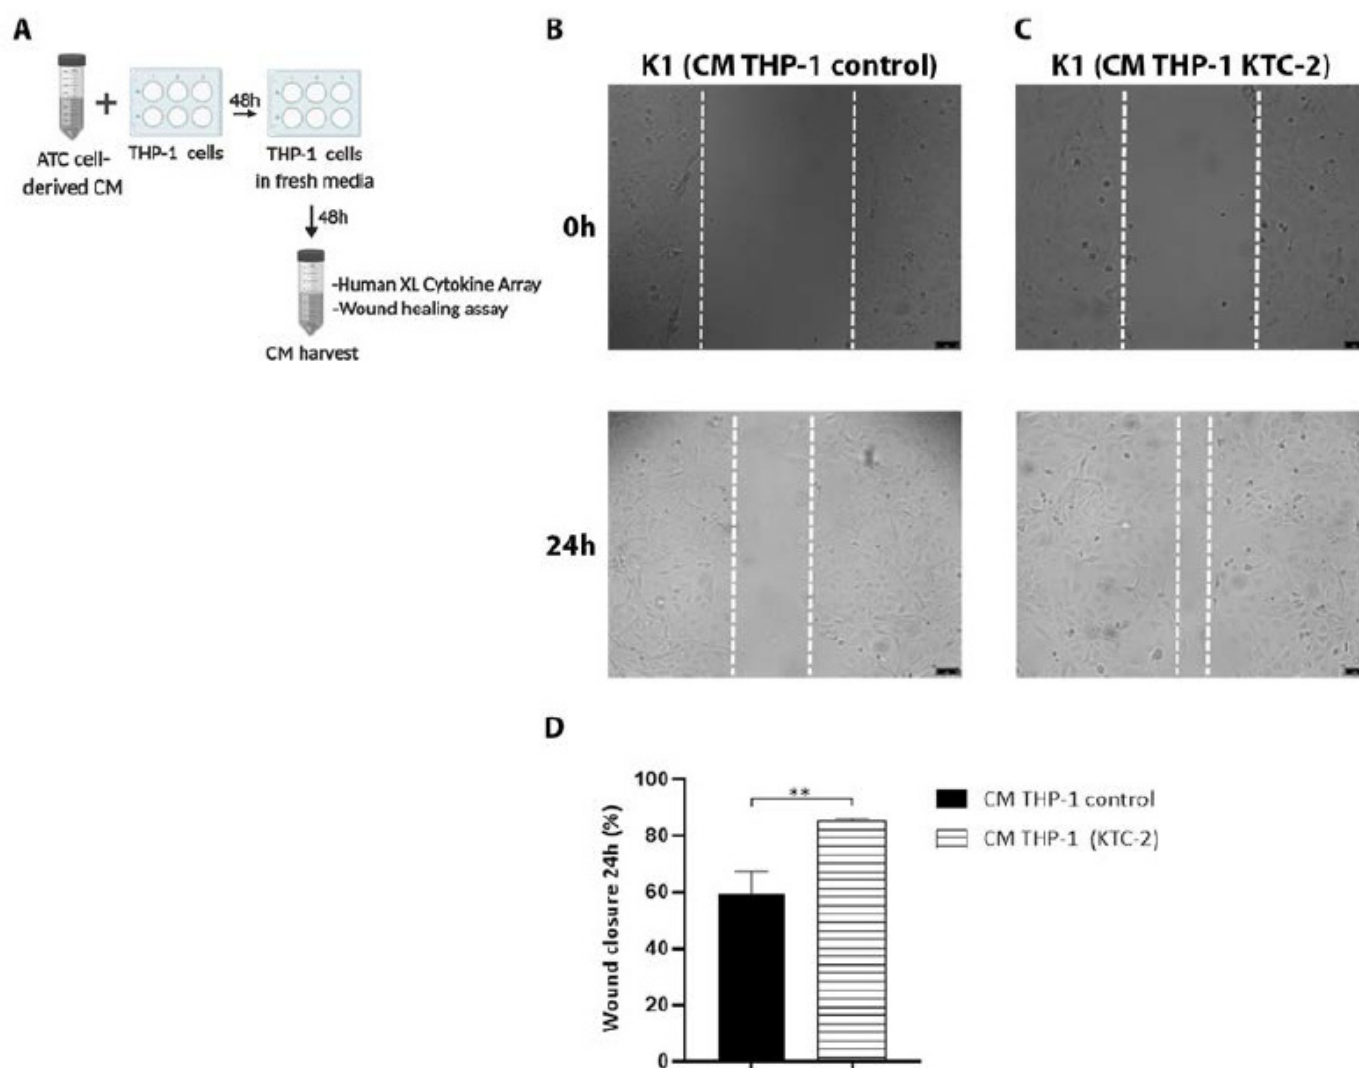 A
ATC cell-
derived CM
+
THP-1 cells
48h
THP-1 cells
in fresh media
48h
-Human XL Cytokine Array
-Wound healing assay
CM harvest
B
K1 (CM THP-1 control)
C
K1 (CM THP-1 KTC-2)
0h
24h
D
Wound closure 24h (%)
100
80
60
40
20
0
**
CM THP-1 control
CM THP-1 (KTC-2)